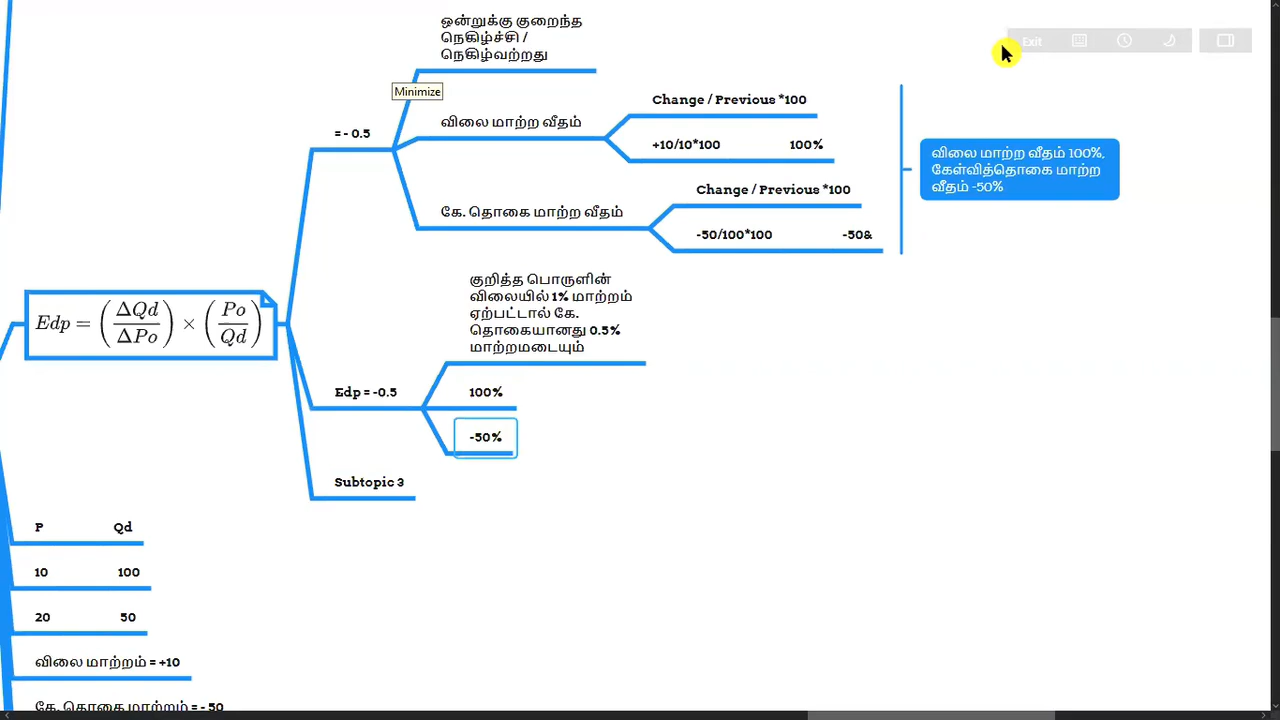 ஒன்றுக்கு குறைந்த
நெகிழ்ச்சி /
நெகிழ்வற்றது
Exit
Minimize
Change / Previous *100
விலை மாற்ற வீதம்
= - 0.5
+10/10*100 100%
விலை மாற்ற வீதம் 100%,
கேள்வித்தொகை மாற்ற
வீதம் -50%
Change / Previous *100
கே. தொகை மாற்ற வீதம்
-50/100*100 -50&
குறித்த பொருளின்
விலையில் 1% மாற்றம்
ஏற்பட்டால் கே.
தொகையானது 0.5%
மாற்றமடையும்
Edp = (ΔQd/ΔPo) × (Po/Qd)
Edp = -0.5
100%
-50%
Subtopic 3
P Qd
10 100
20 50
விலை மாற்றம் = +10
கே. தொகை மாற்றம் = - 50